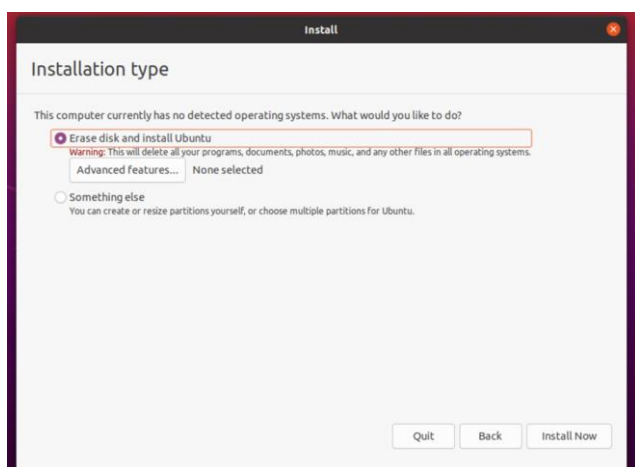 Install
Installation type
This computer currently has no detected operating systems. What would you like to do?
Erase disk and install Ubuntu
Warning: This will delete all your programs, documents, photos, music, and any other files in all operating systems.
Advanced features... None selected
Something else
You can create or resize partitions yourself, or choose multiple partitions for Ubuntu.
Quit Back Install Now